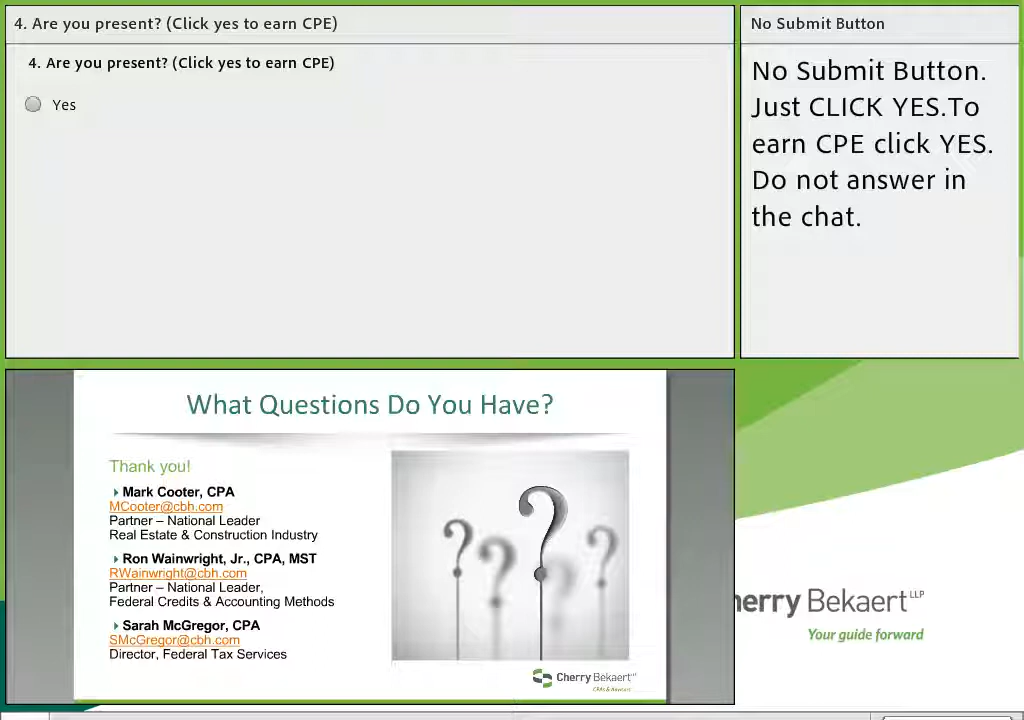 4. Are you present? (Click yes to earn CPE)
4. Are you present? (Click yes to earn CPE)
Yes
No Submit Button
No Submit Button.
Just CLICK YES.To
earn CPE click YES.
Do not answer in
the chat.
What Questions Do You Have?
Thank you!
Mark Cooter, CPA
MCooter@cbh.com
Partner – National Leader
Real Estate & Construction Industry
Ron Wainwright, Jr., CPA, MST
RWainwright@cbh.com
Partner – National Leader,
Federal Credits & Accounting Methods
Sarah McGregor, CPA
SMcGregor@cbh.com
Director, Federal Tax Services
CherryBekaert LLP
CPAs & Advisors
herry Bekaert LLP
Your guide forward